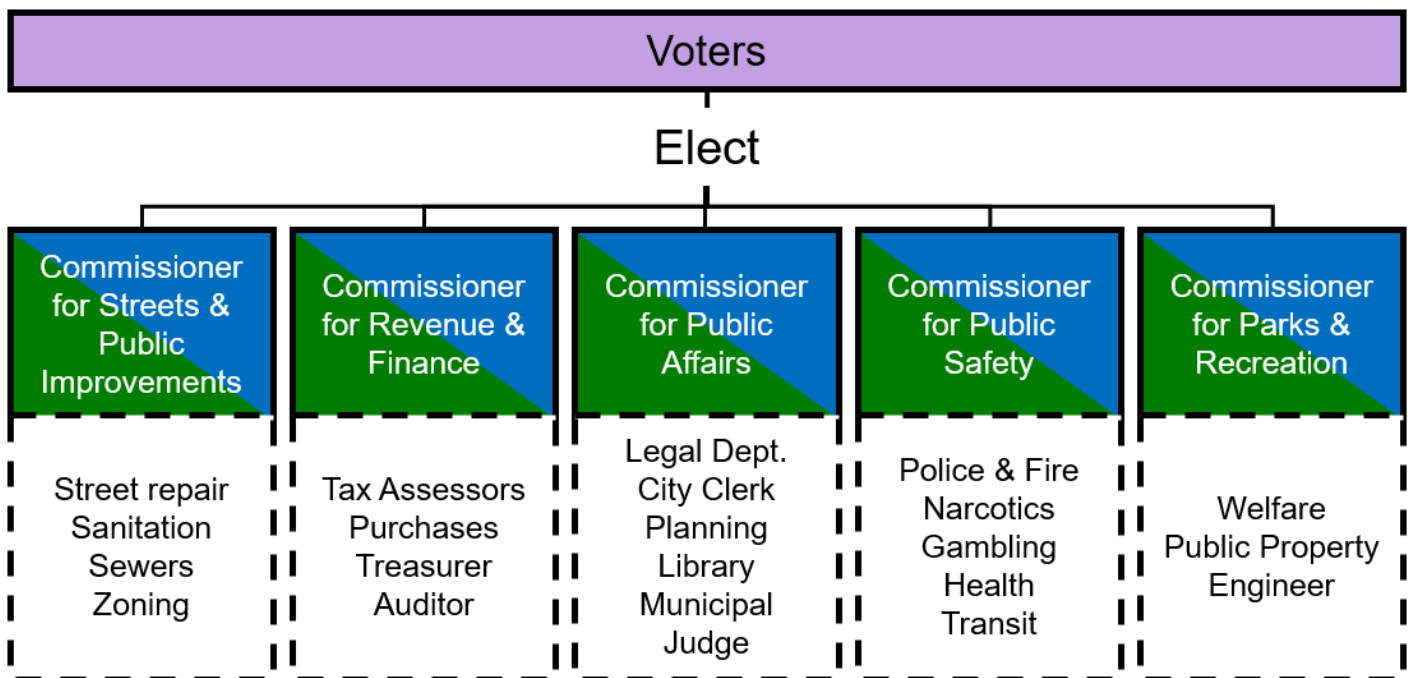 Voters
Elect
Commissioner
for Streets &
Public
Improvements
Commissioner
for Revenue &
Finance
Commissioner
for Public
Affairs
Commissioner
for Public
Safety
Commissioner
for Parks &
Recreation
Street repair
Sanitation
Sewers
Zoning
Tax Assessors
Purchases
Treasurer
Auditor
Legal Dept.
City Clerk
Planning
Library
Municipal
Judge
Police & Fire
Narcotics
Gambling
Health
Transit
Welfare
Public Property
Engineer